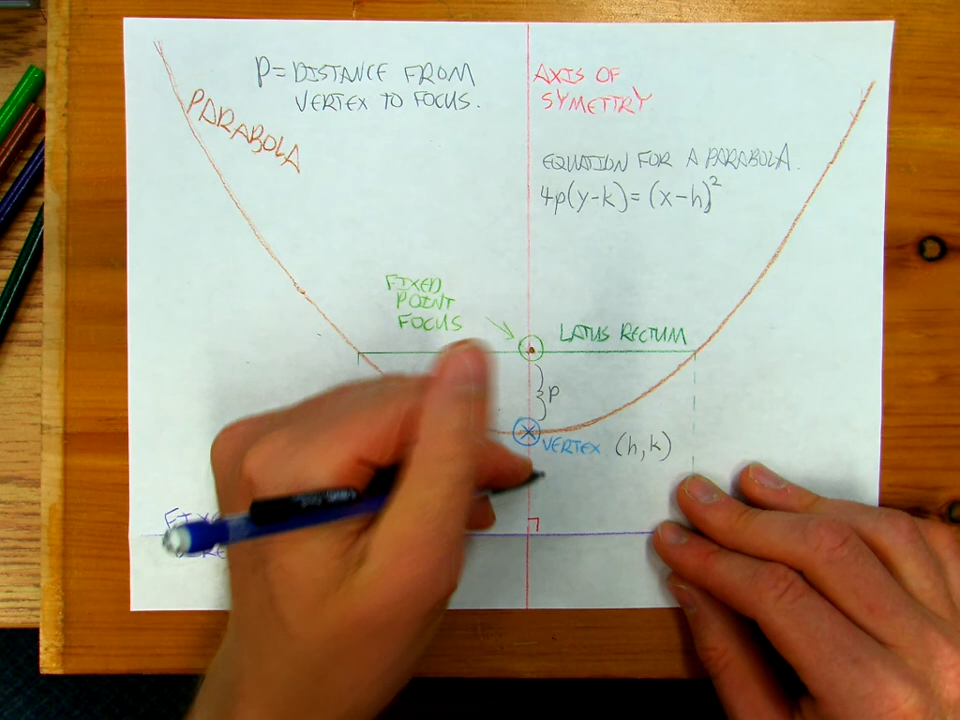 P = DISTANCE FROM
VERTEX TO FOCUS.
PARABOLA
AXIS OF
SYMETTRY
EQUATION FOR A PARABOLA.
4p(y-k) = (x-h)²
FIXED
POINT
FOCUS
LATUS RECTUM
P
VERTEX (h,k)